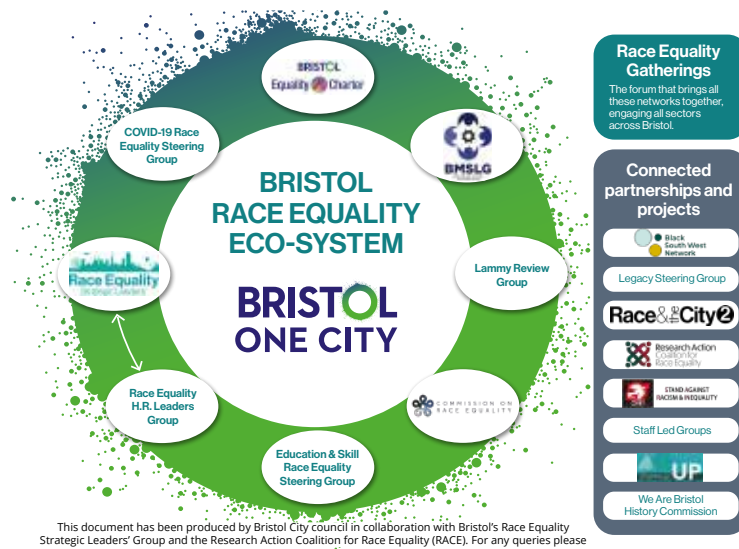 BRISTOL
Equality Charter
COVID-19 Race
Equality Steering
Group
BMSLG
BRISTOL
RACE EQUALITY
ECO-SYSTEM
BRISTOL
ONE CITY
Race Equality
Lammy Review
Group
Race Equality
H.R. Leaders
Group
COMMISSION ON
RACE EQUALITY
Education & Skill
Race Equality
Steering Group
Race Equality
Gatherings
The forum that brings all
these networks together,
engaging all sectors
across Bristol.
Connected
partnerships and
projects
Black
South West
Network
Legacy Steering Group
Race & the City 2
Research Action
Coalition for
Race Equality
STAND AGAINST
RACISM & INEQUALITY
Staff Led Groups
UP
We Are Bristol
History Commission
This document has been produced by Bristol City council in collaboration with Bristol's Race Equality
Strategic Leaders' Group and the Research Action Coalition for Race Equality (RACE). For any queries please